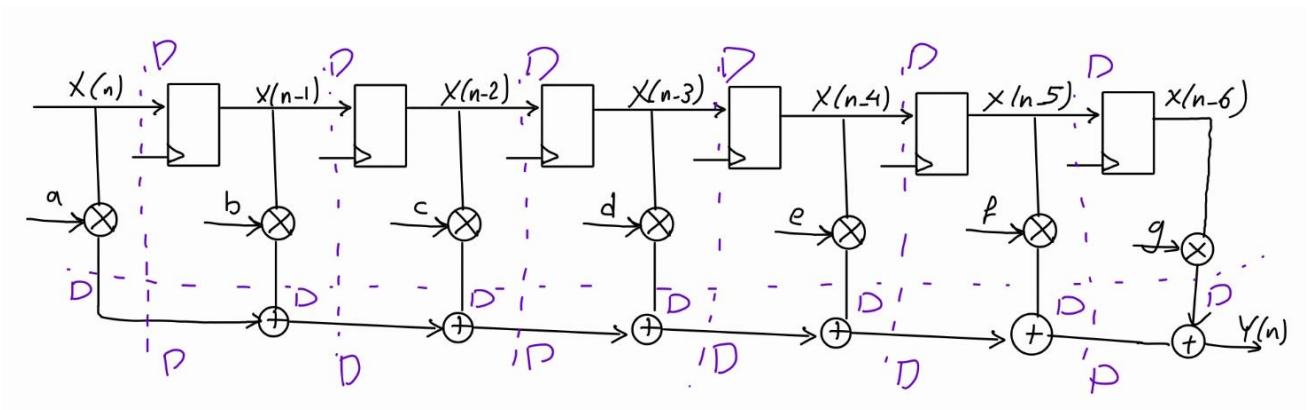 D D D D D D
X(n) X(n-1) X(n-2) X(n-3) X(n-4) X(n-5) X(n-6)
a b c d e f g
D D D D D D D
Y(n)
D D D D D D